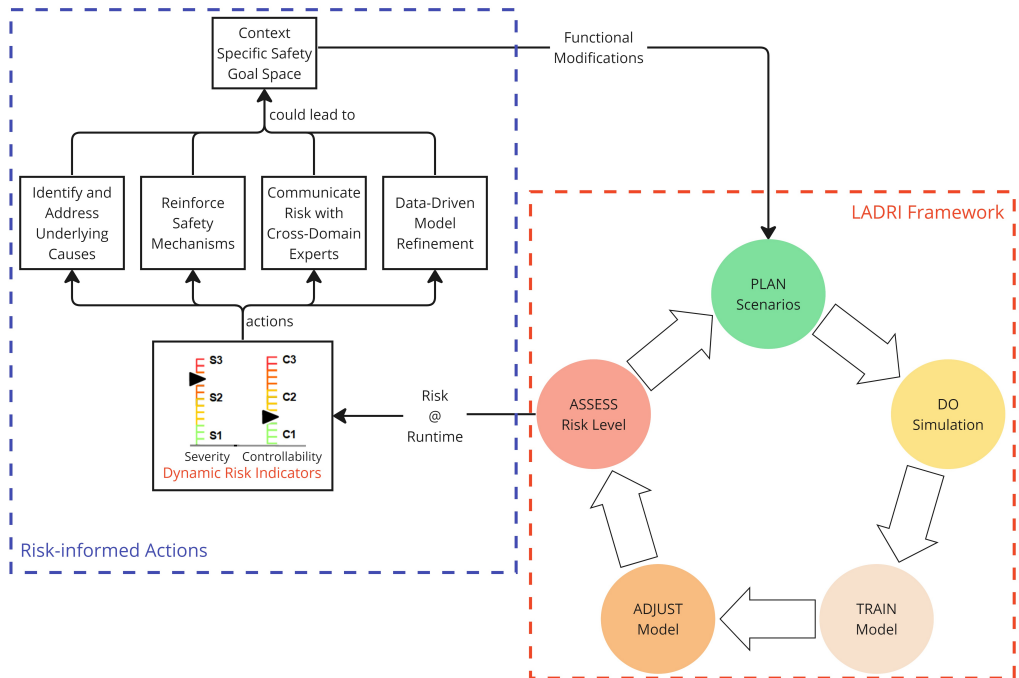 Context
Specific Safety
Goal Space
Functional
Modifications
could lead to
Identify and
Address
Underlying
Causes
Reinforce
Safety
Mechanisms
Communicate
Risk with
Cross-Domain
Experts
Data-Driven
Model
Refinement
actions
S3
S2
S1
C3
C2
C1
Severity
Controllability
Dynamic Risk Indicators
Risk-informed Actions
Risk
@
Runtime
LADRI Framework
PLAN
Scenarios
DO
Simulation
TRAIN
Model
ADJUST
Model
ASSESS
Risk Level